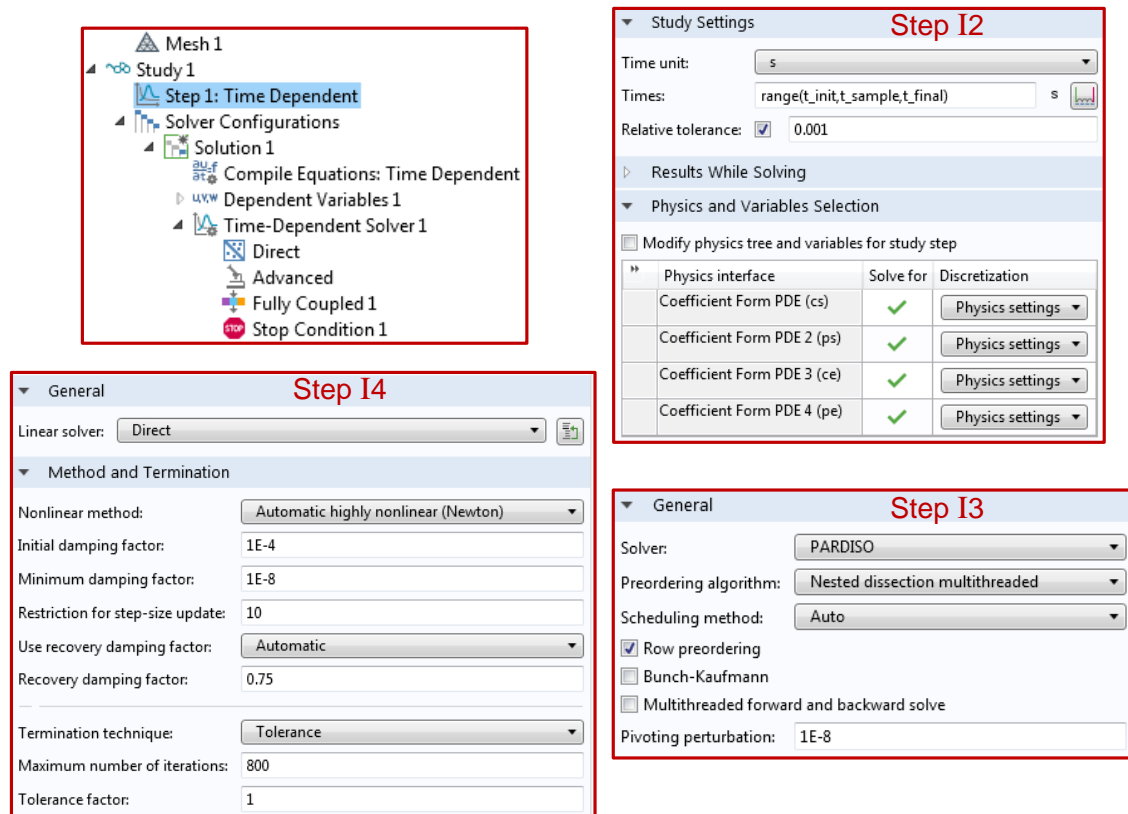 Mesh 1
Study 1
Step 1: Time Dependent
Solver Configurations
Solution 1
Compile Equations: Time Dependent
u,v,w Dependent Variables 1
Time-Dependent Solver 1
Direct
Advanced
Fully Coupled 1
STOP Stop Condition 1
Study Settings Step I2
Time unit: s
Times: range(t_init,t_sample,t_final) s
Relative tolerance: 0.001
Results While Solving
Physics and Variables Selection
Modify physics tree and variables for study step
Physics interface Solve for Discretization
Coefficient Form PDE (cs) Physics settings
Coefficient Form PDE 2 (ps) Physics settings
Coefficient Form PDE 3 (ce) Physics settings
Coefficient Form PDE 4 (pe) Physics settings
General Step I4
Linear solver: Direct
Method and Termination
Nonlinear method: Automatic highly nonlinear (Newton)
Initial damping factor: 1E-4
Minimum damping factor: 1E-8
Restriction for step-size update: 10
Use recovery damping factor: Automatic
Recovery damping factor: 0.75
Termination technique: Tolerance
Maximum number of iterations: 800
Tolerance factor: 1
General Step I3
Solver: PARDISO
Preordering algorithm: Nested dissection multithreaded
Scheduling method: Auto
Row preordering
Bunch-Kaufmann
Multithreaded forward and backward solve
Pivoting perturbation: 1E-8